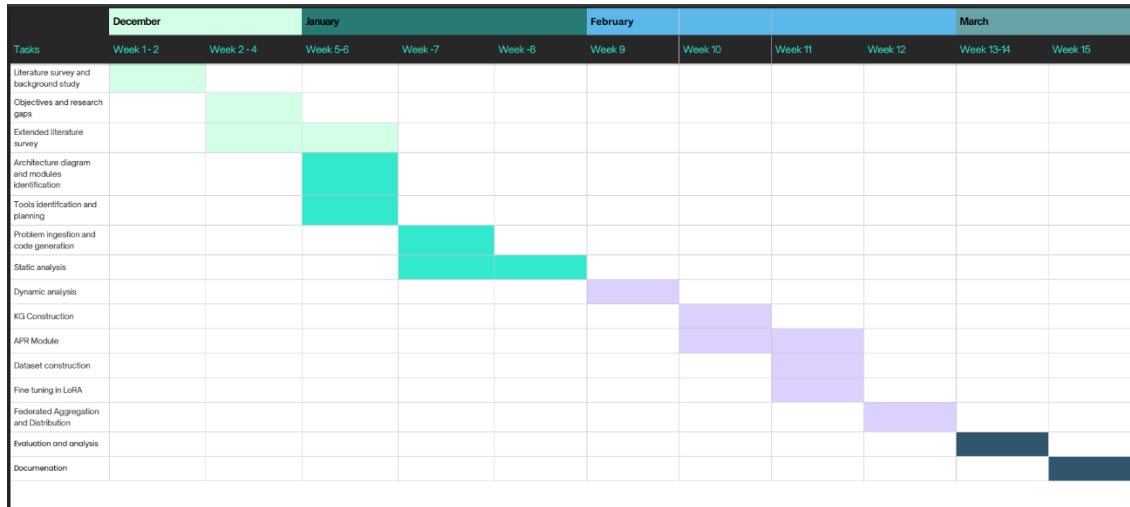 December January February March
Tasks Week 1 - 2 Week 2 - 4 Week 5-6 Week -7 Week -8 Week 9 Week 10 Week 11 Week 12 Week 13-14 Week 15
Literature survey and
background study
Objectives and research
gaps
Extended literature
survey
Architecture diagram
and modules
identification
Tools identifcation and
planning
Problem ingestion and
code generation
Static analysis
Dynamic analysis
KG Construction
APR Module
Dataset construction
Fine tuning in LoRA
Federated Aggregation
and Distribution
Evaluation and analysis
Documenation